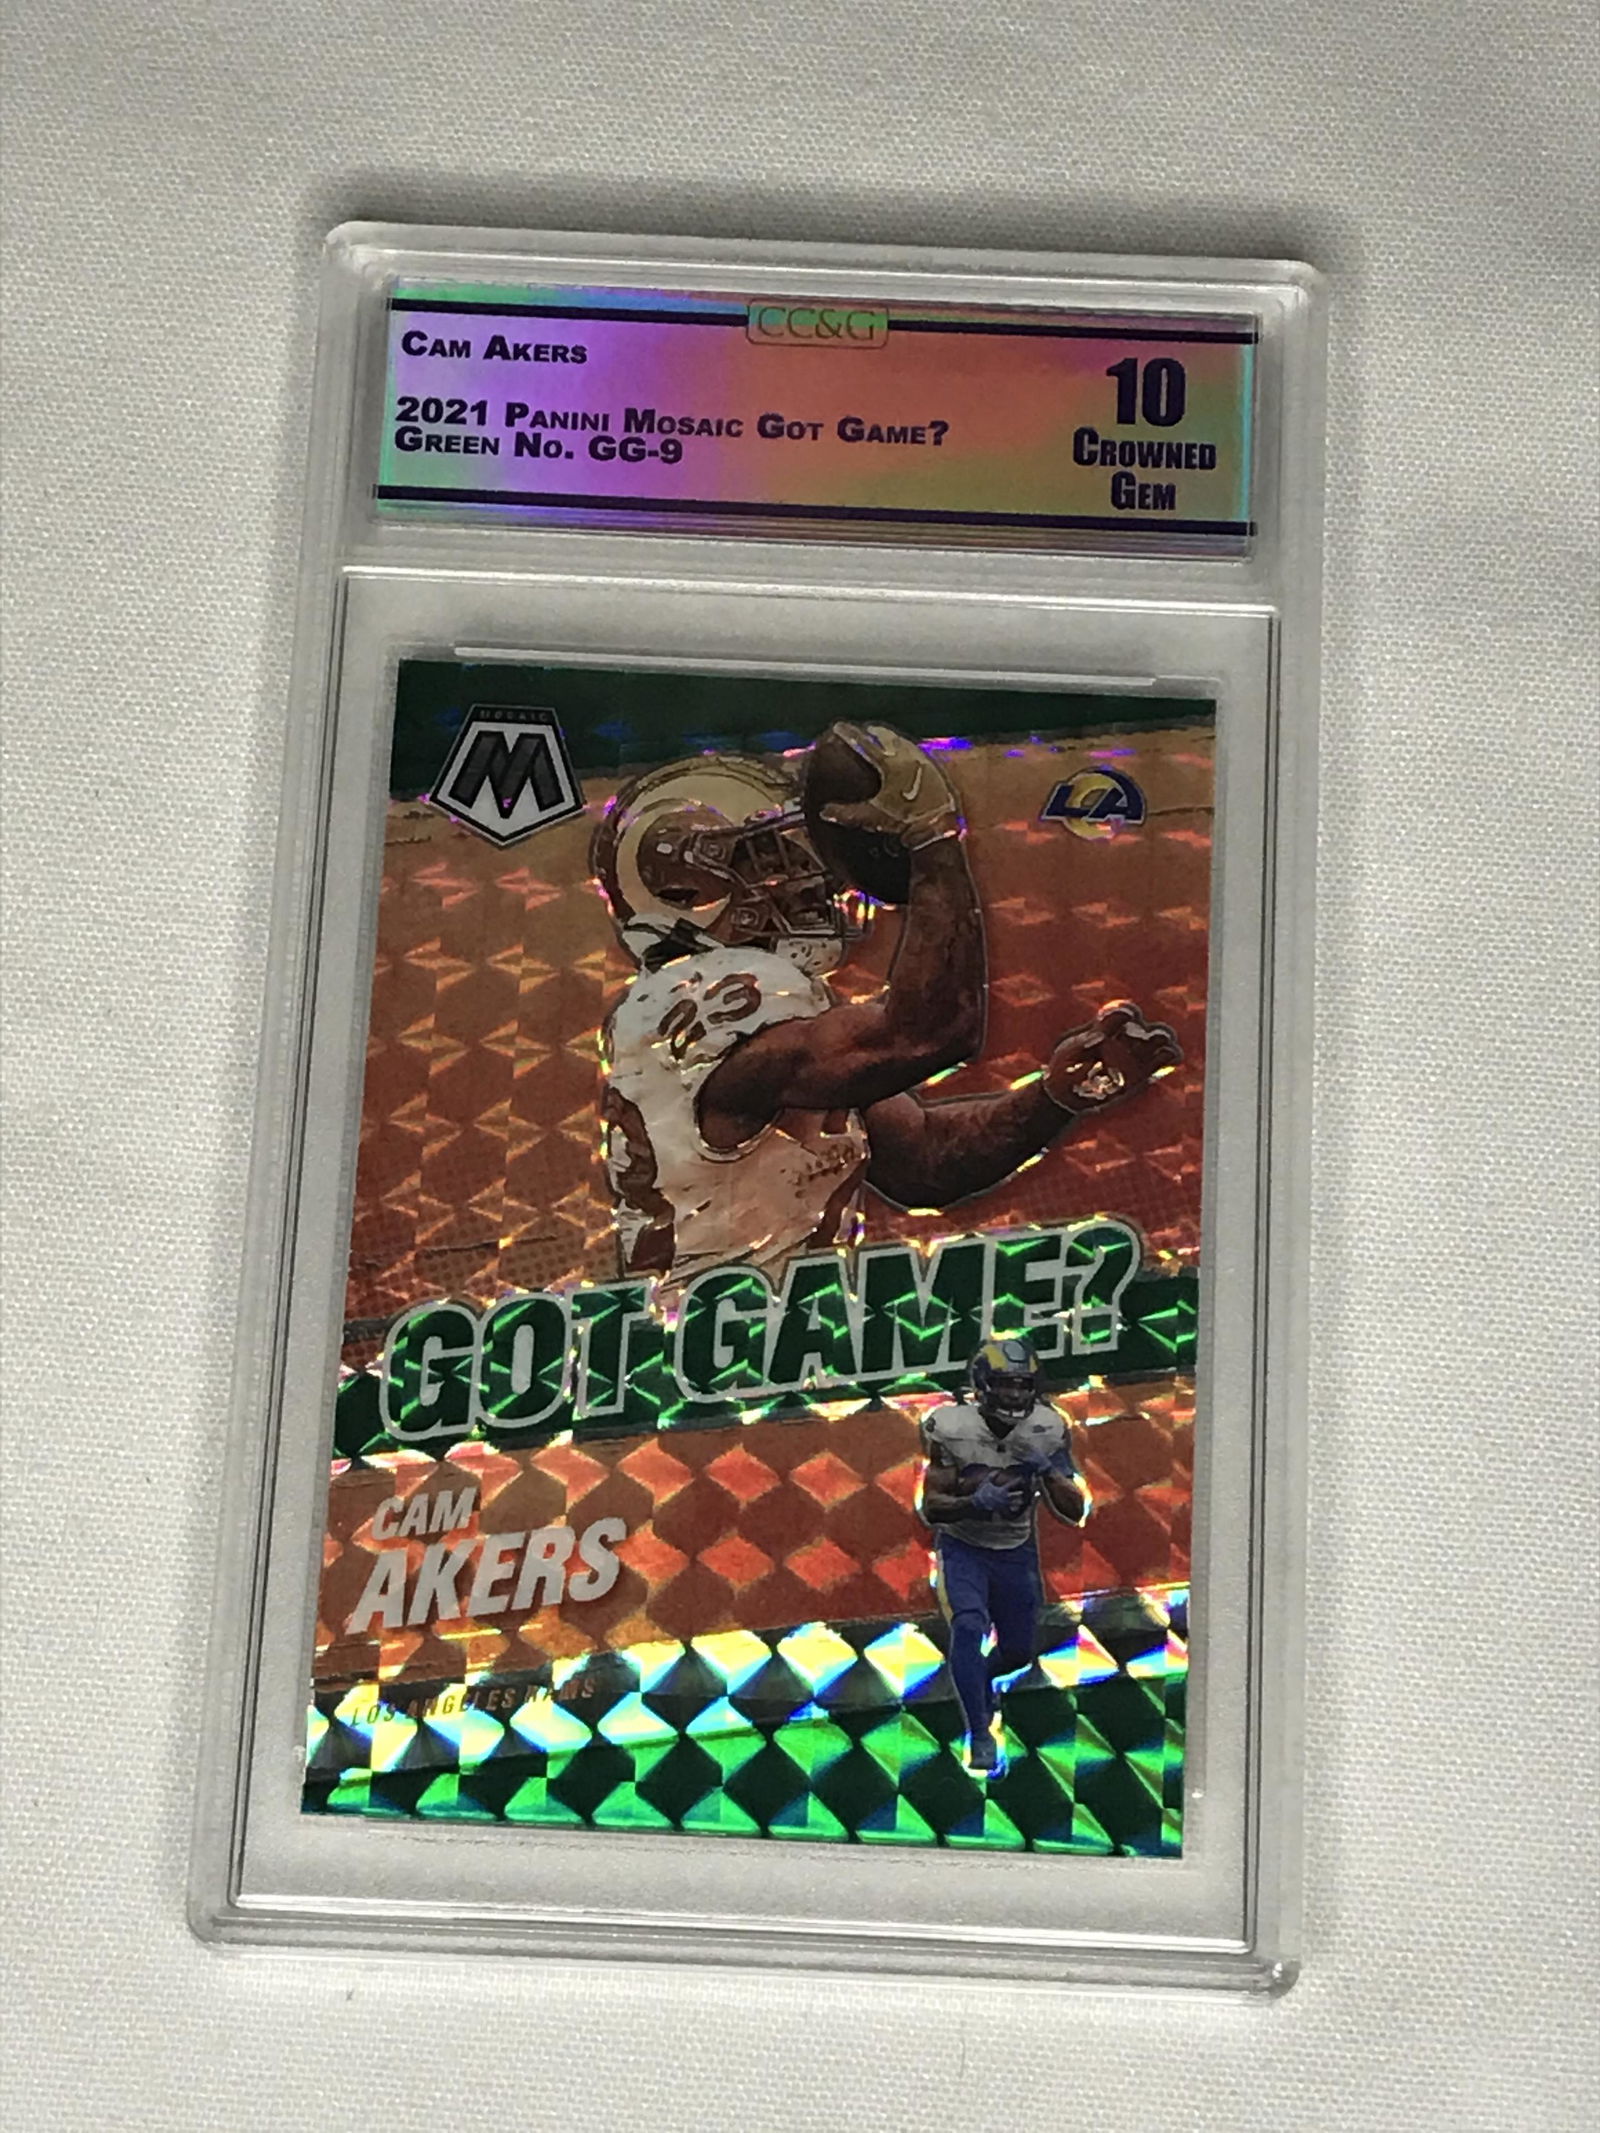 CC&G
CAM AKERS
2021 PANINI MOSAIC GOT GAME?
GREEN NO. GG-9
10
CROWNED
GEM
MOSAIC
M
LA
23
GOT GAME?
CAM
AKERS
LOS ANGELES RAMS